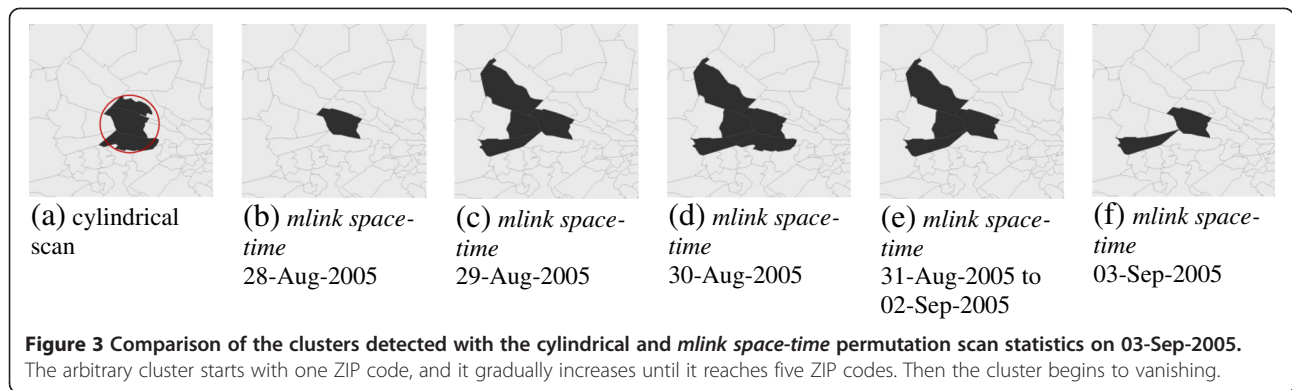 (a) cylindrical
scan
(b) mlink space-
time
28-Aug-2005
(c) mlink space-
time
29-Aug-2005
(d) mlink space-
time
30-Aug-2005
(e) mlink space-
time
31-Aug-2005 to
02-Sep-2005
(f) mlink space-
time
03-Sep-2005
Figure 3 Comparison of the clusters detected with the cylindrical and mlink space-time permutation scan statistics on 03-Sep-2005.
The arbitrary cluster starts with one ZIP code, and it gradually increases until it reaches five ZIP codes. Then the cluster begins to vanishing.